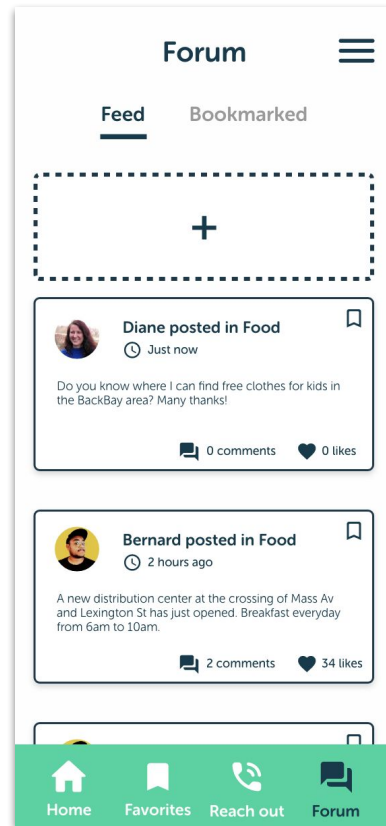 Forum
Feed Bookmarked
+
Diane posted in Food
Just now
Do you know where I can find free clothes for kids in
the BackBay area? Many thanks!
0 comments 0 likes
Bernard posted in Food
2 hours ago
A new distribution center at the crossing of Mass Av
and Lexington St has just opened. Breakfast everyday
from 6am to 10am.
2 comments 34 likes
Home Favorites Reach out Forum